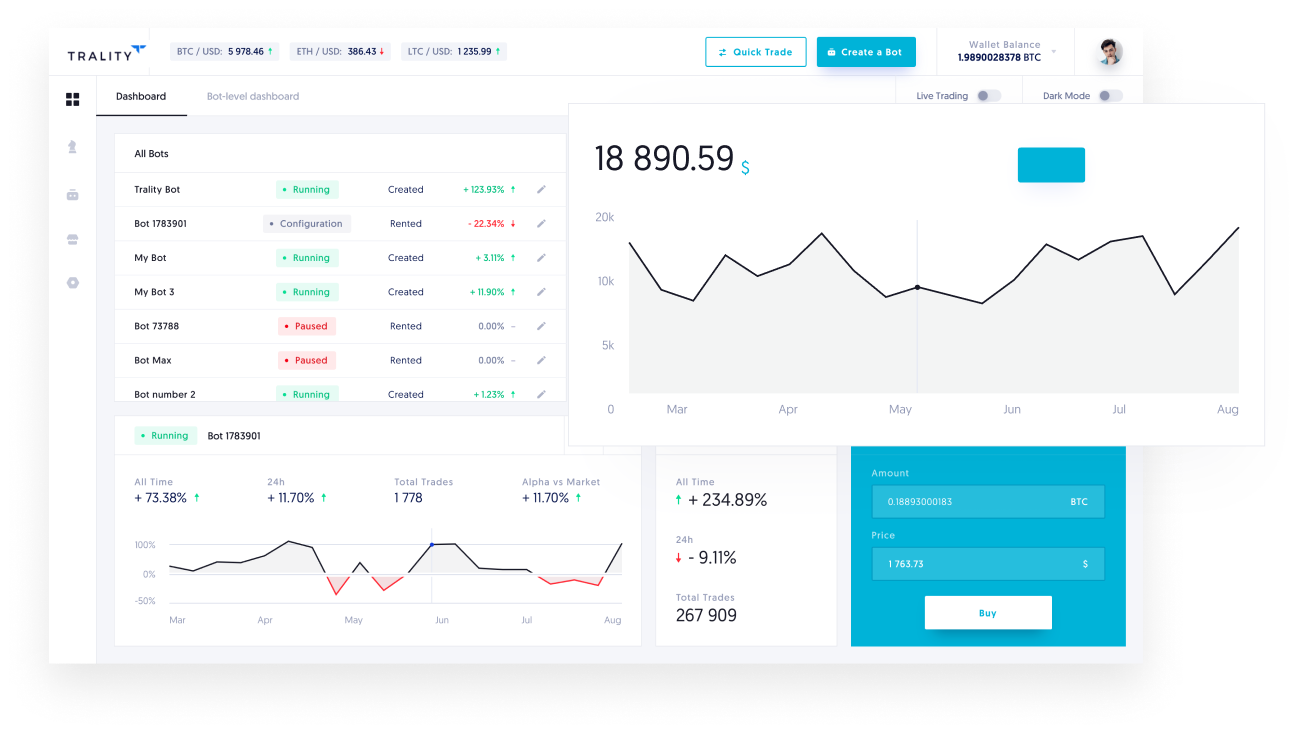 TRALITY
BTC / USD: 5 978.46 ↑
ETH / USD: 386.43 ↓
LTC / USD: 1 235.99 ↑
Quick Trade
Create a Bot
Wallet Balance
1.9890028378 BTC
Dashboard
Bot-level dashboard
Live Trading
Dark Mode
All Bots
Trality Bot Running Created + 123.93% ↑
Bot 1783901 Configuration Rented - 22.34% ↓
My Bot Running Created + 3.11% ↑
My Bot 3 Running Created + 11.90% ↑
Bot 73788 Paused Rented 0.00% –
Bot Max Paused Rented 0.00% –
Bot number 2 Running Created + 1.23% ↑
18 890.59 $
20k
10k
5k
0 Mar Apr May Jun Jul Aug
Running Bot 1783901
All Time 24h Total Trades Alpha vs Market
+ 73.38% ↑ + 11.70% ↑ 1 778 + 11.70% ↑
100%
0%
-50%
Mar Apr May Jun Jul Aug
All Time
↑ + 234.89%
24h
↓ - 9.11%
Total Trades
267 909
Amount
0.18893000183 BTC
Price
1 763.73 $
Buy